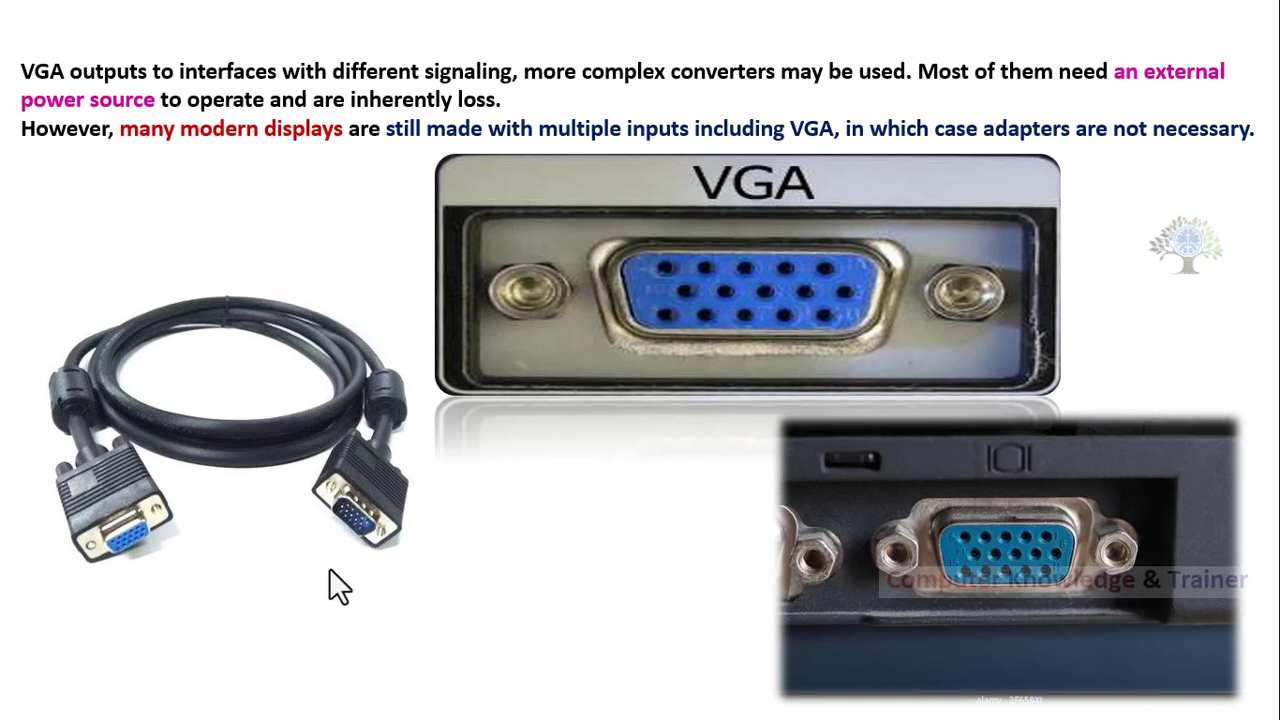 VGA outputs to interfaces with different signaling, more complex converters may be used. Most of them need an external
power source to operate and are inherently loss.
However, many modern displays are still made with multiple inputs including VGA, in which case adapters are not necessary.
VGA
Computer Knowledge & Trainer